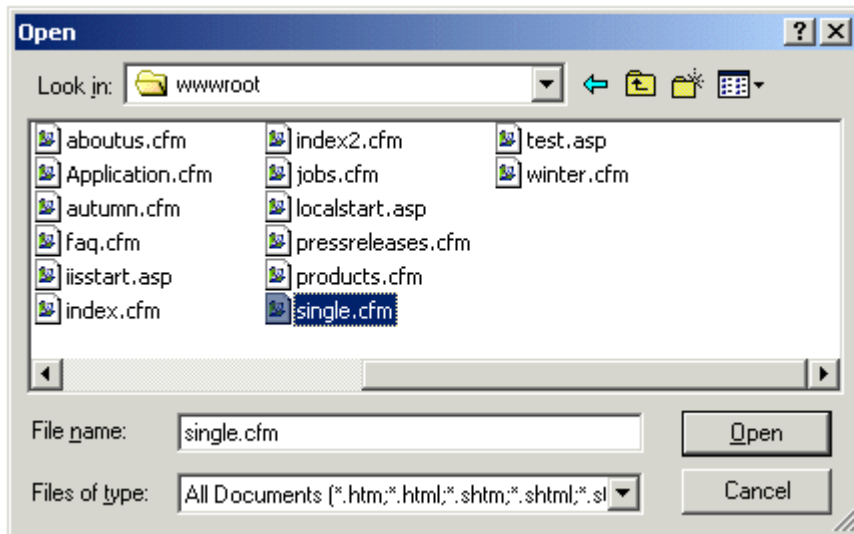 Open
Look in: wwwroot
aboutus.cfm
Application.cfm
autumn.cfm
faq.cfm
iisstart.asp
index.cfm
index2.cfm
jobs.cfm
localstart.asp
pressreleases.cfm
products.cfm
single.cfm
test.asp
winter.cfm
File name: single.cfm Open
Files of type: All Documents (*.htm;*.html;*.shtm;*.shtml;*.sl Cancel